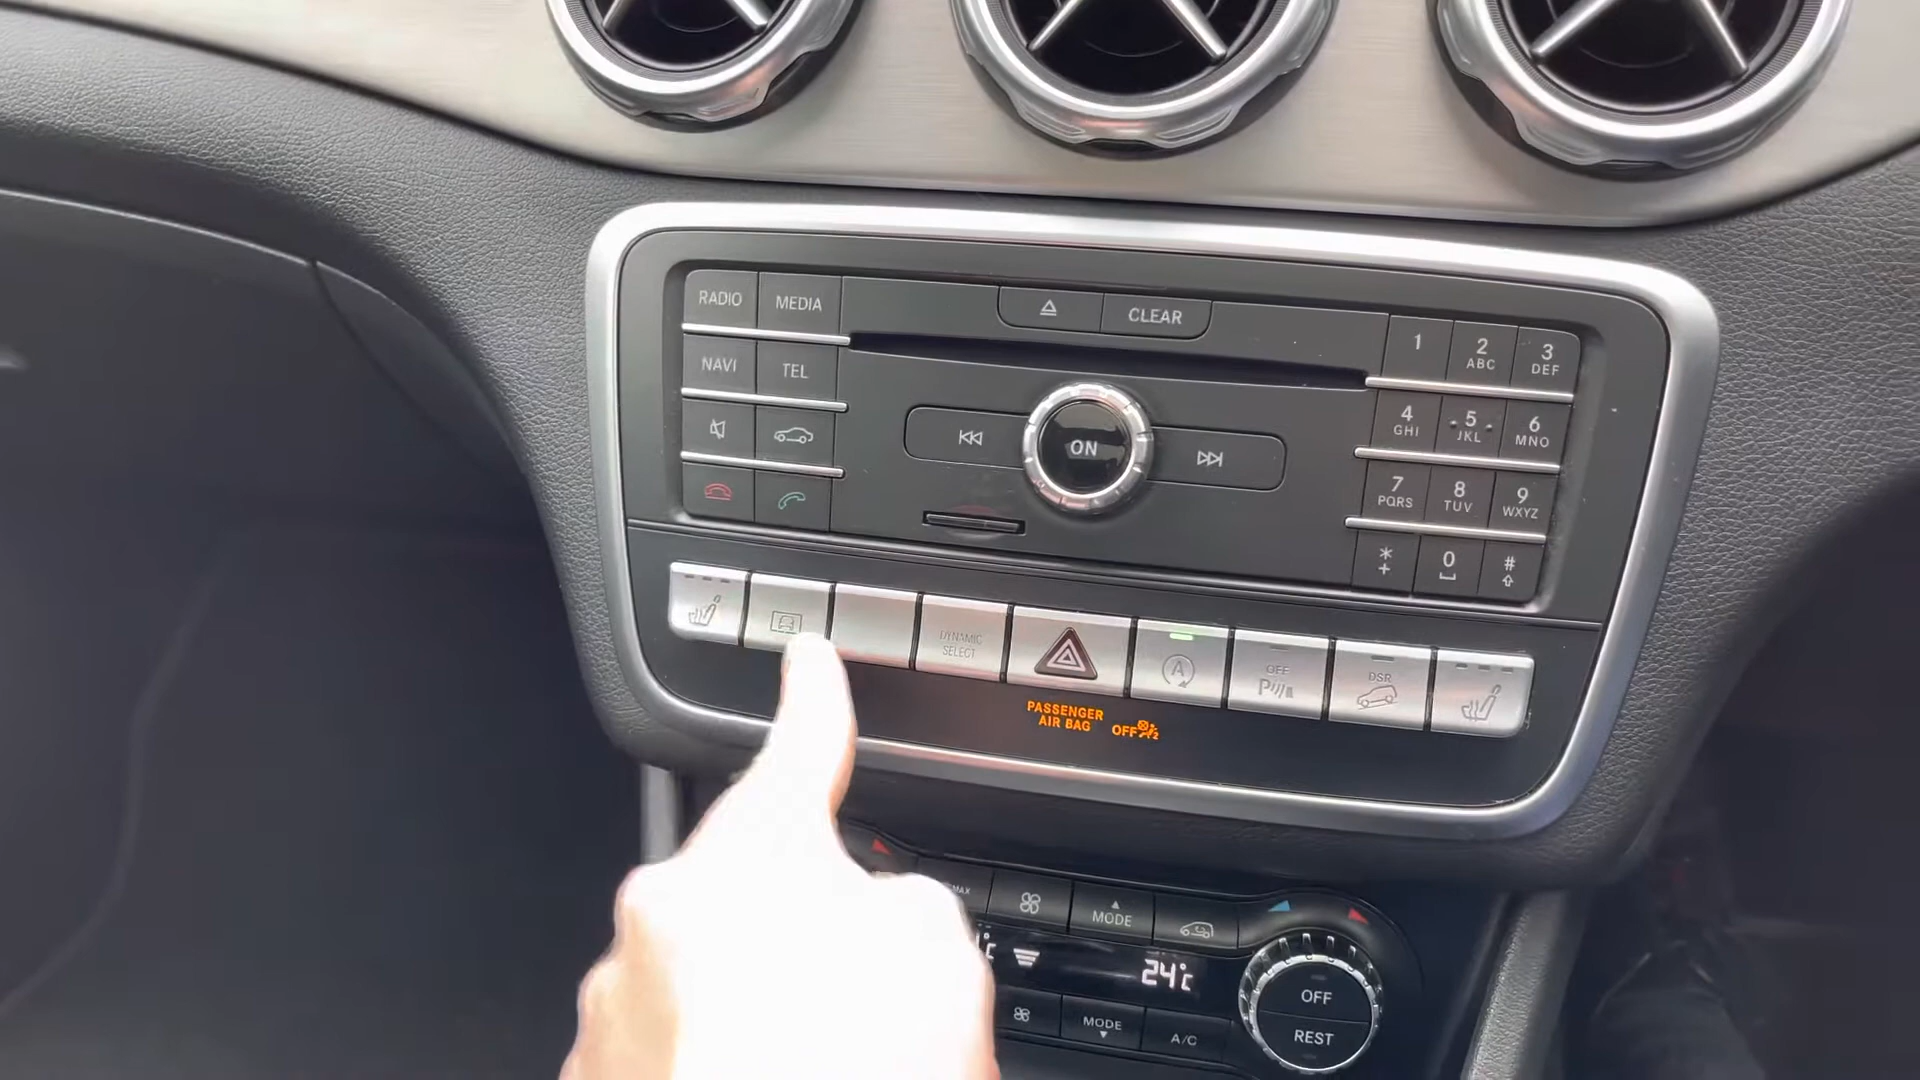 RADIO
MEDIA
CLEAR
NAVI
TEL
ON
1
2
ABC
3
DEF
4
GHI
5
JKL
6
MNO
7
PQRS
8
TUV
9
WXYZ
*
+
0
#
DYNAMIC
SELECT
A
OFF
P
DSR
PASSENGER
AIR BAG OFF
MAX
MODE
24°C
OFF
MODE
A/C
REST